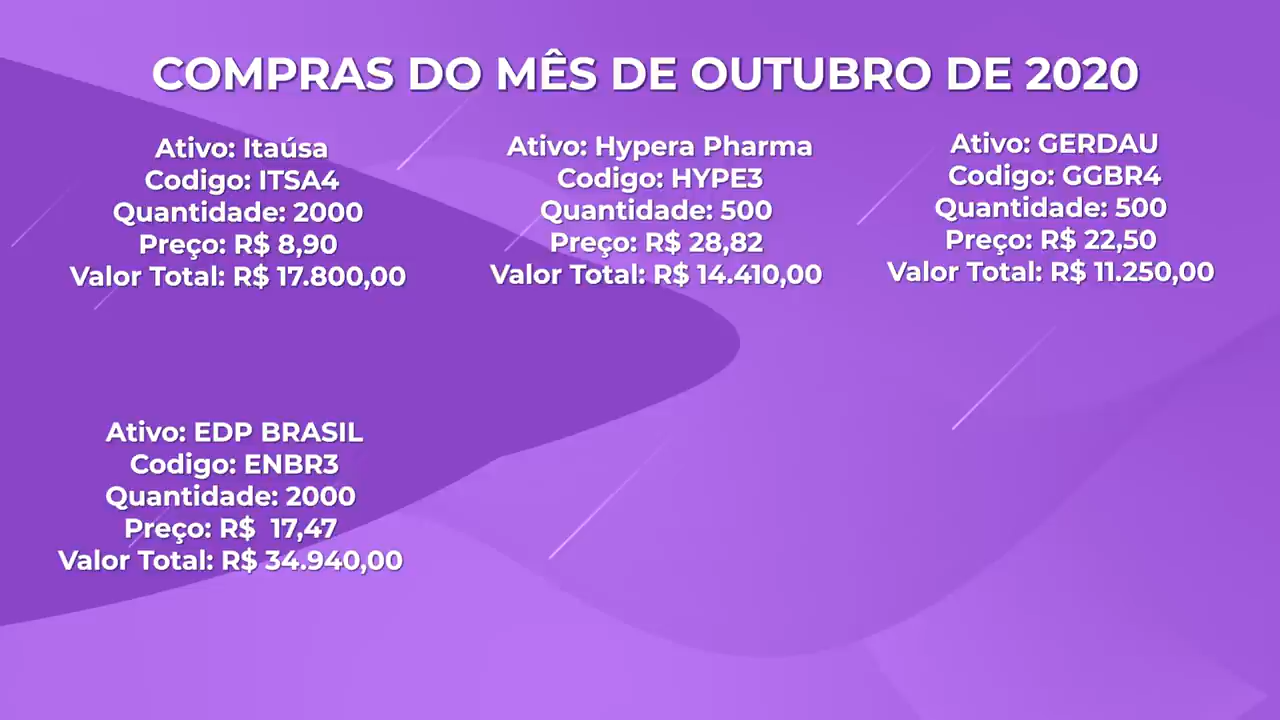 COMPRAS DO MÊS DE OUTUBRO DE 2020
Ativo: Itaúsa
Codigo: ITSA4
Quantidade: 2000
Preço: R$ 8,90
Valor Total: R$ 17.800,00
Ativo: Hypera Pharma
Codigo: HYPE3
Quantidade: 500
Preço: R$ 28,82
Valor Total: R$ 14.410,00
Ativo: GERDAU
Codigo: GGBR4
Quantidade: 500
Preço: R$ 22,50
Valor Total: R$ 11.250,00
Ativo: EDP BRASIL
Codigo: ENBR3
Quantidade: 2000
Preço: R$  17,47
Valor Total: R$ 34.940,00